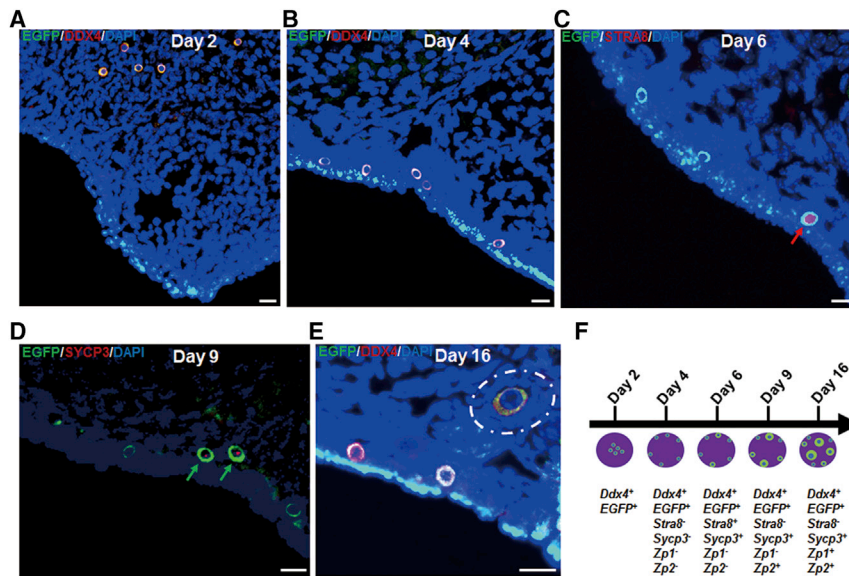 A
EGFP/DDX4/DAPI
Day 2
B
EGFP/DDX4/DAPI
Day 4
C
EGFP/STRA8/DAPI
Day 6
D
EGFP/SYCP3/DAPI
Day 9
E
EGFP/DDX4/DAPI
Day 16
F
Day 2
Day 4
Day 6
Day 9
Day 16
Ddx4⁺
EGFP⁺
Ddx4⁺
EGFP⁺
Stra8⁻
Sycp3⁻
Zp1⁻
Zp2⁻
Ddx4⁺
EGFP⁺
Stra8⁺
Sycp3⁺
Zp1⁻
Zp2⁻
Ddx4⁺
EGFP⁺
Stra8⁻
Sycp3⁺
Zp1⁻
Zp2⁺
Ddx4⁺
EGFP⁺
Stra8⁻
Sycp3⁺
Zp1⁺
Zp2⁺